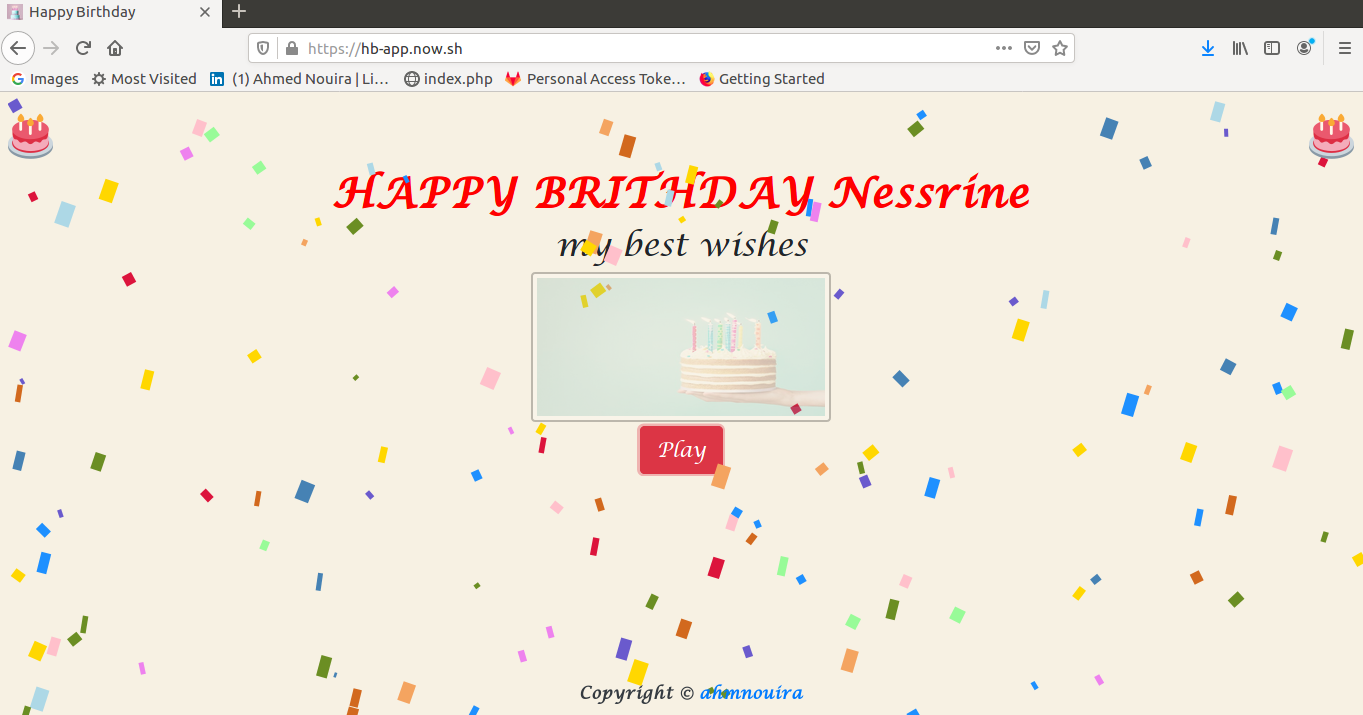 Happy Birthday
https://hb-app.now.sh
Images
Most Visited
(1) Ahmed Nouira | Li…
index.php
Personal Access Toke…
Getting Started
HAPPY BRITHDAY Nessrine
my best wishes
Play
Copyright © ahmnouira